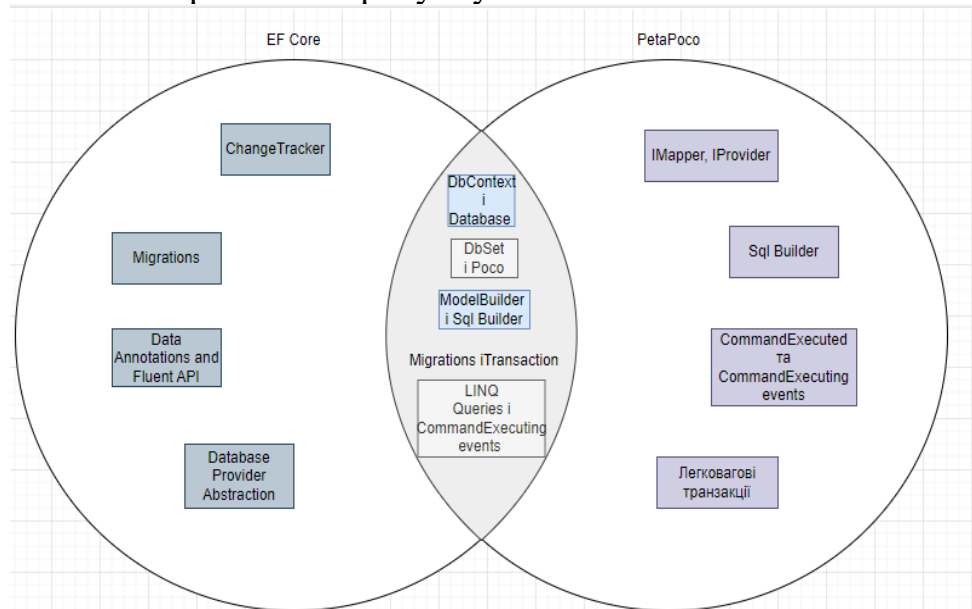 EF Core
PetaPoco
ChangeTracker
Migrations
Data
Annotations and
Fluent API
Database
Provider
Abstraction
DbContext
і
Database
DbSet
і Poco
ModelBuilder
і Sql Builder
Migrations іTransaction
LINQ
Queries і
CommandExecuting
events
IMapper, IProvider
Sql Builder
CommandExecuted
та
CommandExecuting
events
Легковагові
транзакції